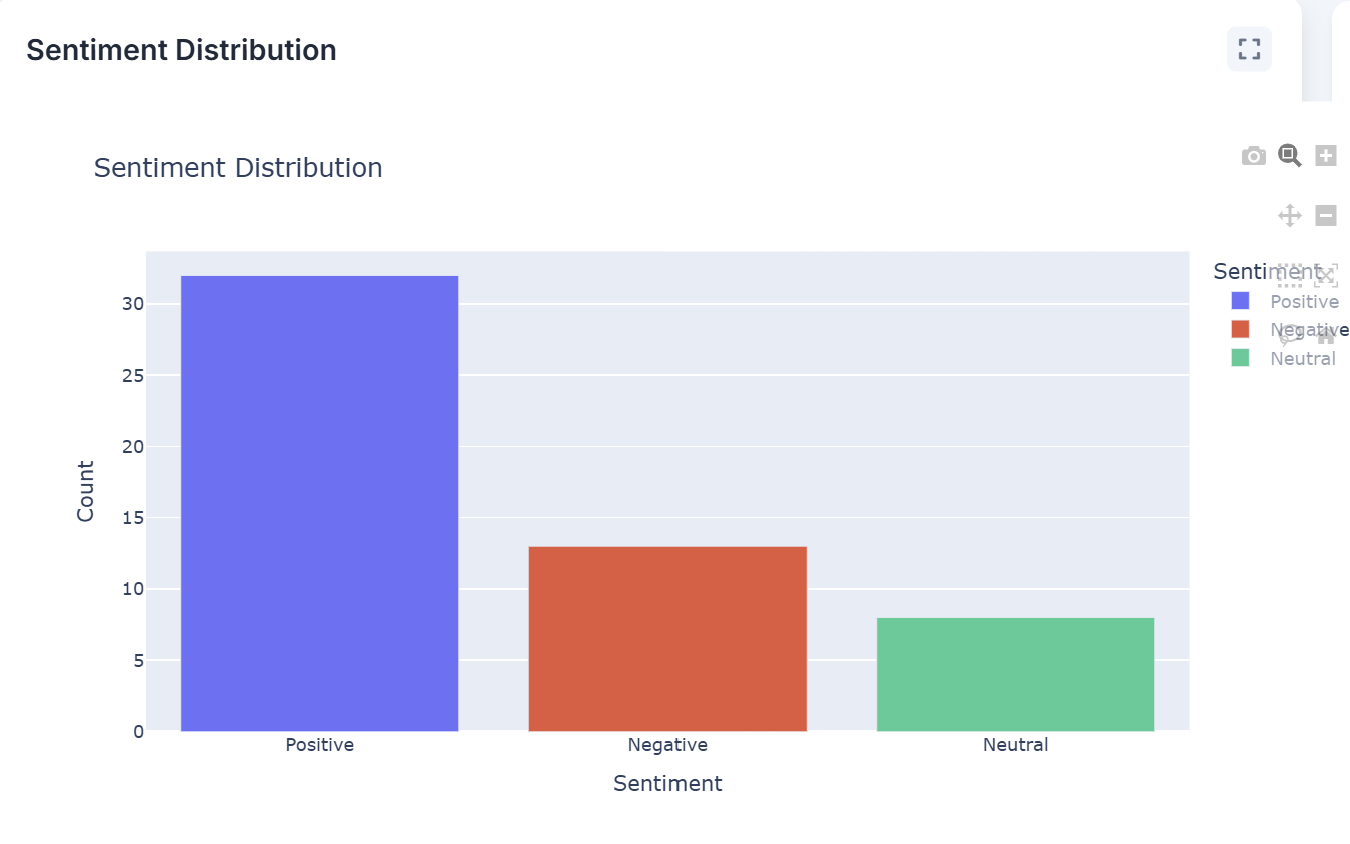 Sentiment Distribution
Sentiment Distribution
Sentiment
Positive
Negative
Neutral
30
25
20
15
10
5
0
Count
Positive
Negative
Neutral
Sentiment